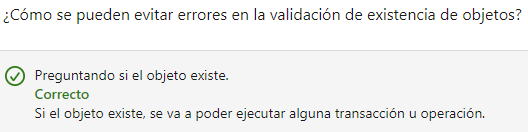 ¿Cómo se pueden evitar errores en la validación de existencia de objetos?
Preguntando si el objeto existe.
Correcto
Si el objeto existe, se va a poder ejecutar alguna transacción u operación.